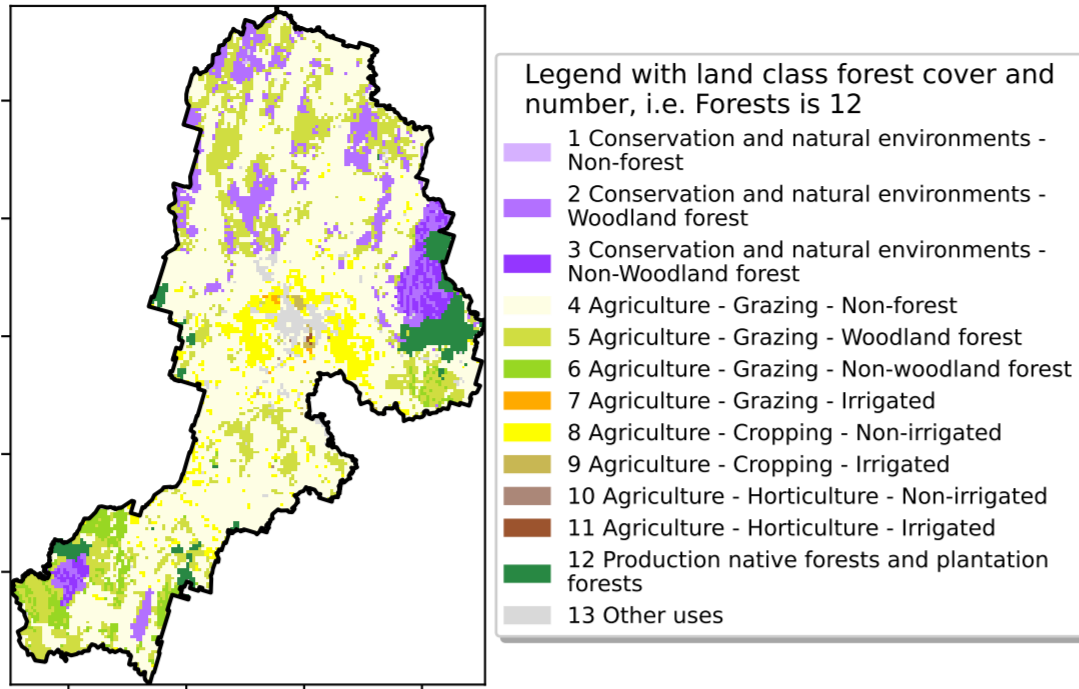 Legend with land class forest cover and
number, i.e. Forests is 12
1 Conservation and natural environments -
Non-forest
2 Conservation and natural environments -
Woodland forest
3 Conservation and natural environments -
Non-Woodland forest
4 Agriculture - Grazing - Non-forest
5 Agriculture - Grazing - Woodland forest
6 Agriculture - Grazing - Non-woodland forest
7 Agriculture - Grazing - Irrigated
8 Agriculture - Cropping - Non-irrigated
9 Agriculture - Cropping - Irrigated
10 Agriculture - Horticulture - Non-irrigated
11 Agriculture - Horticulture - Irrigated
12 Production native forests and plantation
forests
13 Other uses